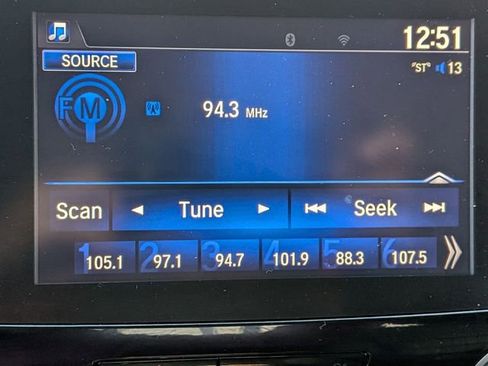 12:51
SOURCE
"ST" 13
FM
94.3 MHz
Scan Tune Seek
1 2 3 4 5 6
105.1 97.1 94.7 101.9 88.3 107.5